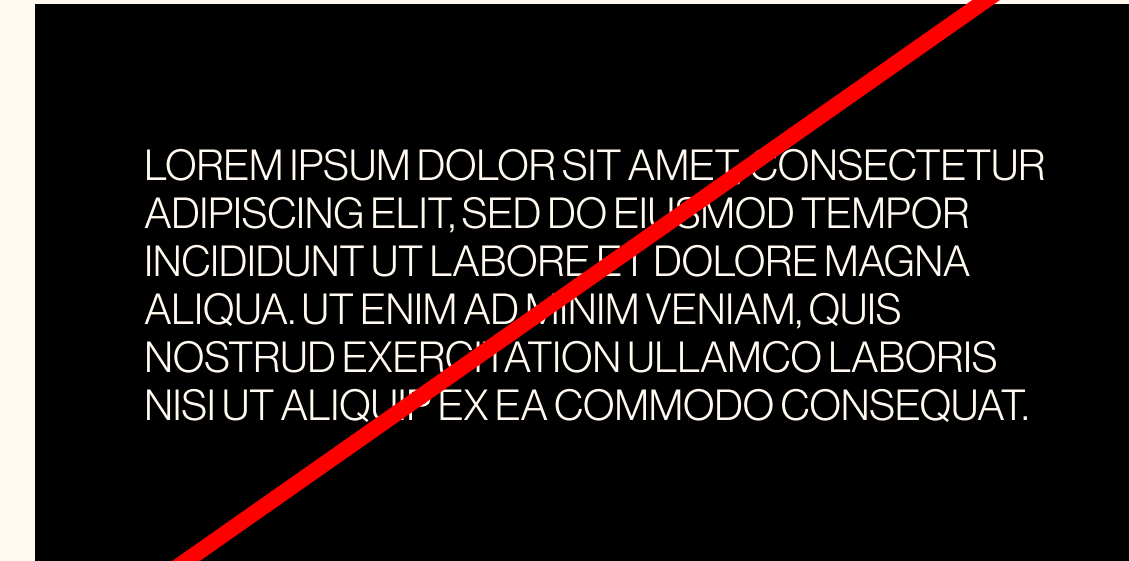 LOREM IPSUM DOLOR SIT AMET, CONSECTETUR
ADIPISCING ELIT, SED DO EIUSMOD TEMPOR
INCIDIDUNT UT LABORE ET DOLORE MAGNA
ALIQUA. UT ENIM AD MINIM VENIAM, QUIS
NOSTRUD EXERCITATION ULLAMCO LABORIS
NISI UT ALIQUIP EX EA COMMODO CONSEQUAT.